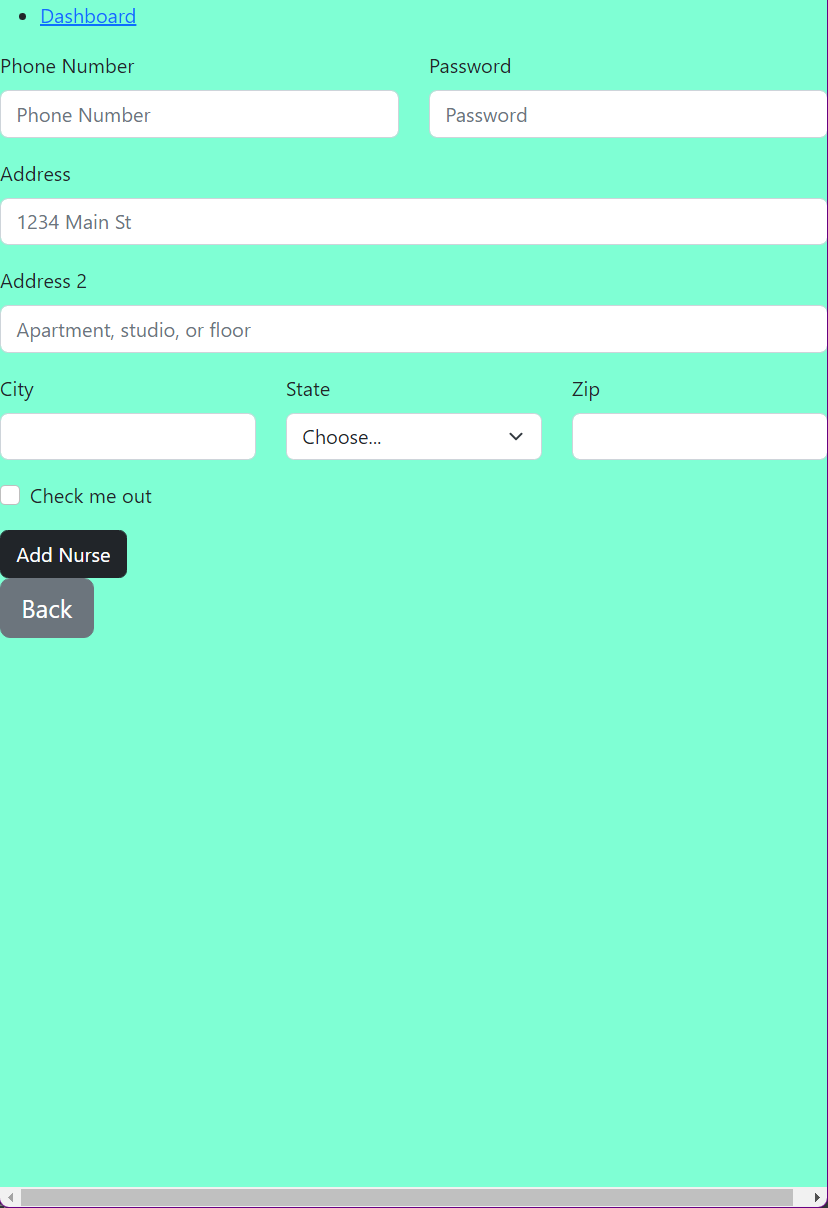 Dashboard
Phone Number Password
Phone Number Password
Address
1234 Main St
Address 2
Apartment, studio, or floor
City State Zip
Choose...
Check me out
Add Nurse
Back